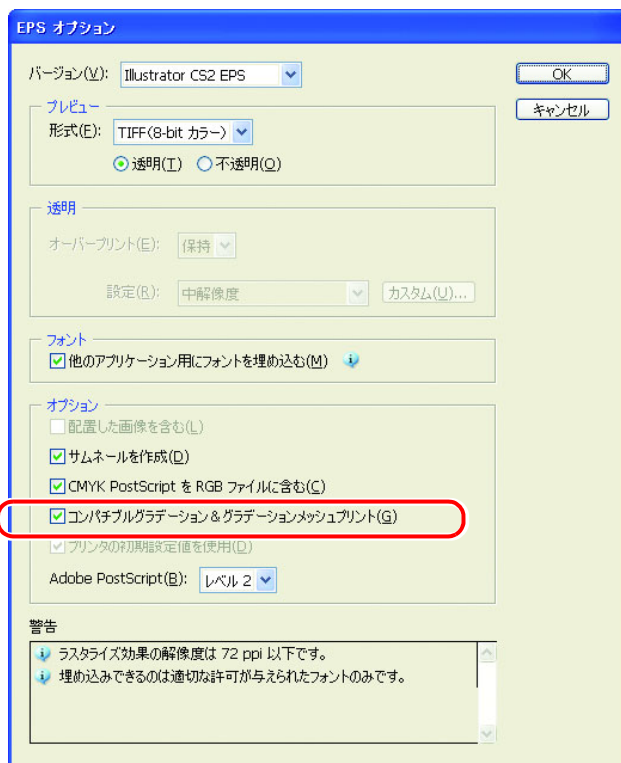 EPS オプション
バージョン(V): Illustrator CS2 EPS
OK
プレビュー
キャンセル
形式(F): TIFF(8-bit カラー)
透明(T) 不透明(O)
透明
オーバープリント(E): 保持
設定(R): 中解像度 カスタム(U)...
フォント
他のアプリケーション用にフォントを埋め込む(M)
オプション
配置した画像を含む(L)
サムネールを作成(D)
CMYK PostScript を RGB ファイルに含む(C)
コンパチブルグラデーション&グラデーションメッシュプリント(G)
プリンタの初期設定値を使用(D)
Adobe PostScript(B): レベル 2
警告
ラスタライズ効果の解像度は 72 ppi 以下です。
埋め込みできるのは適切な許可が与えられたフォントのみです。